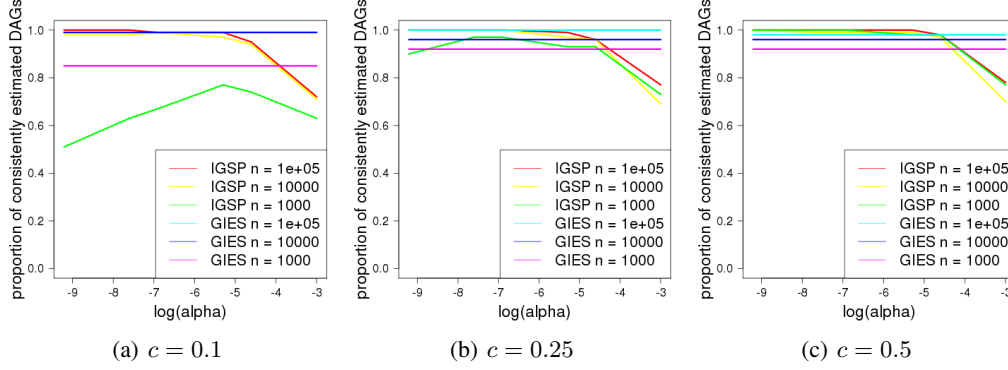 proportion of consistently estimated DAGs
1.0
0.8
0.6
0.4
0.2
0.0
IGSP n = 1e+05
IGSP n = 10000
IGSP n = 1000
GIES n = 1e+05
GIES n = 10000
GIES n = 1000
-9 -8 -7 -6 -5 -4 -3
log(alpha)
(a) c = 0.1
proportion of consistently estimated DAGs
1.0
0.8
0.6
0.4
0.2
0.0
IGSP n = 1e+05
IGSP n = 10000
IGSP n = 1000
GIES n = 1e+05
GIES n = 10000
GIES n = 1000
-9 -8 -7 -6 -5 -4 -3
log(alpha)
(b) c = 0.25
proportion of consistently estimated DAGs
1.0
0.8
0.6
0.4
0.2
0.0
IGSP n = 1e+05
IGSP n = 10000
IGSP n = 1000
GIES n = 1e+05
GIES n = 10000
GIES n = 1000
-9 -8 -7 -6 -5 -4 -3
log(alpha)
(c) c = 0.5